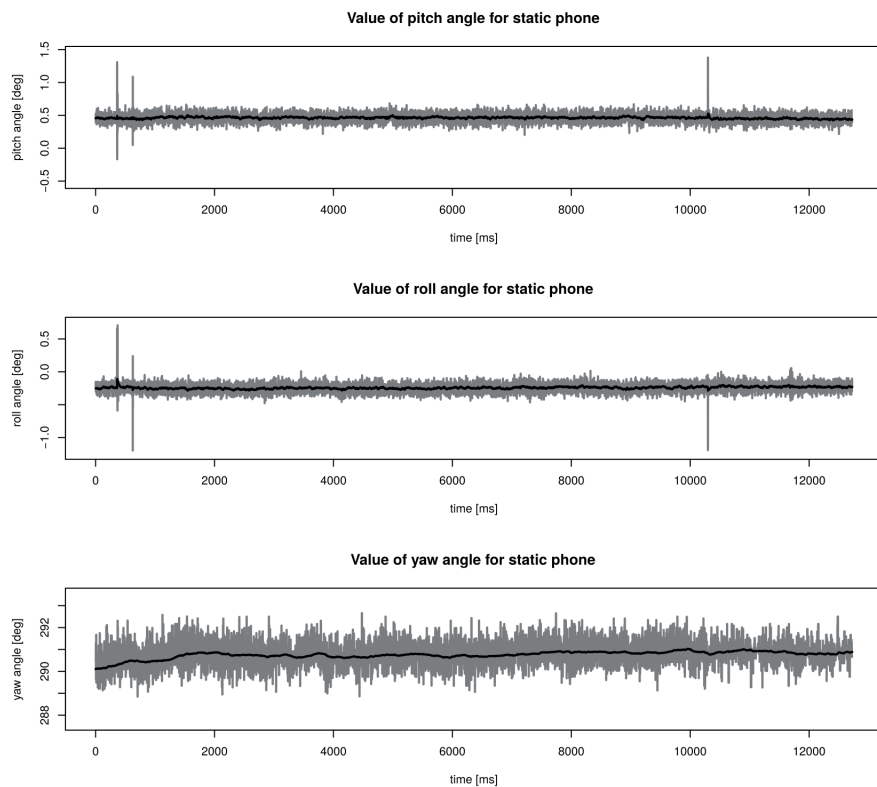 Value of pitch angle for static phone
pitch angle [deg]
1.5
1.0
0.5
0.0
−0.5
0 2000 4000 6000 8000 10000 12000
time [ms]
Value of roll angle for static phone
roll angle [deg]
0.5
0.0
−1.0
0 2000 4000 6000 8000 10000 12000
time [ms]
Value of yaw angle for static phone
yaw angle [deg]
292
290
288
0 2000 4000 6000 8000 10000 12000
time [ms]